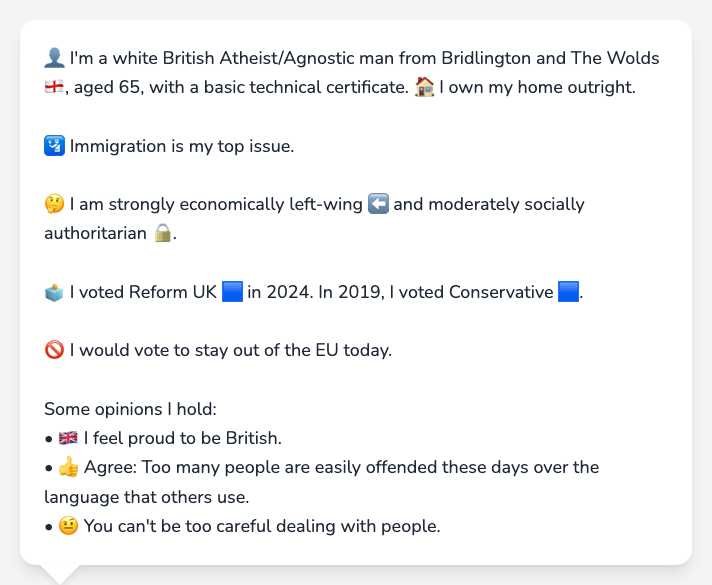 👤 I'm a white British Atheist/Agnostic man from Bridlington and The Wolds
🏴󠁧󠁢󠁥󠁮󠁧󠁿, aged 65, with a basic technical certificate. 🏠 I own my home outright.
🛂 Immigration is my top issue.
🤔 I am strongly economically left-wing ⬅️ and moderately socially
authoritarian 🔒.
🗳️ I voted Reform UK 🟦 in 2024. In 2019, I voted Conservative 🟦.
🚫 I would vote to stay out of the EU today.
Some opinions I hold:
• 🇬🇧 I feel proud to be British.
• 👍 Agree: Too many people are easily offended these days over the
language that others use.
• 🤨 You can't be too careful dealing with people.